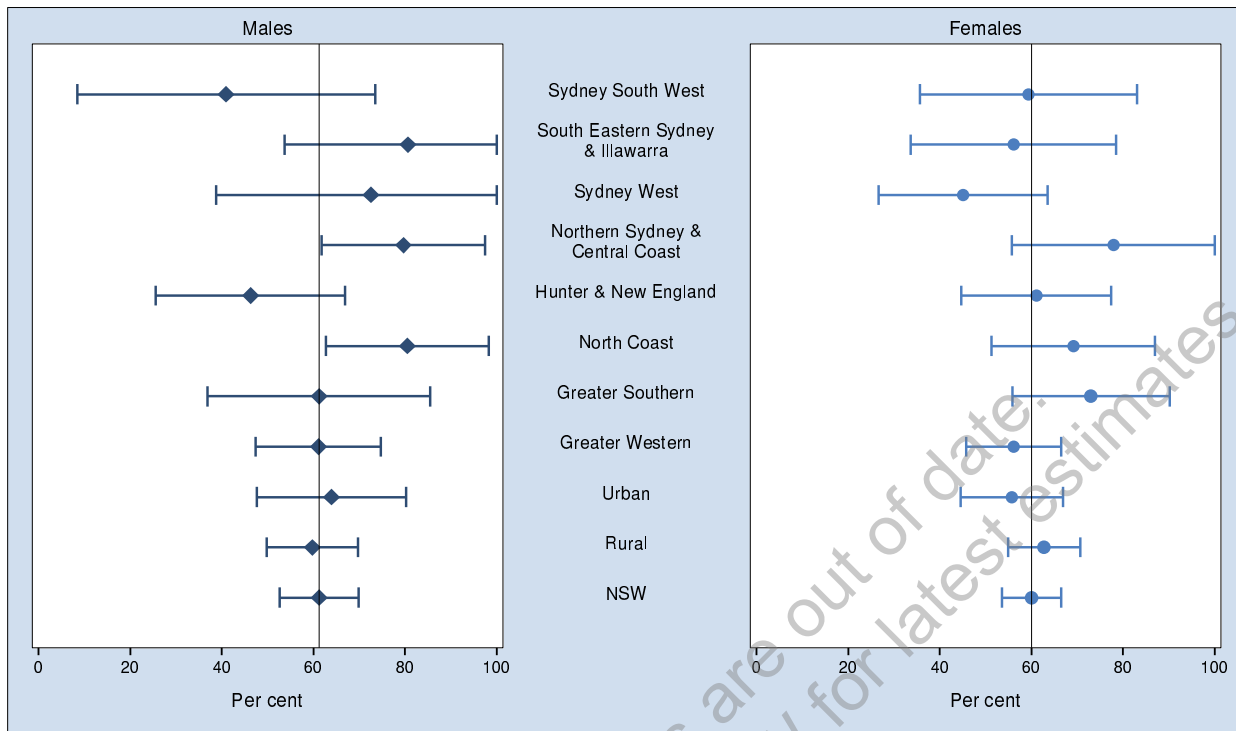 Males
Females
Sydney South West
South Eastern Sydney
& Illawarra
Sydney West
Northern Sydney &
Central Coast
Hunter & New England
North Coast
Greater Southern
Greater Western
Urban
Rural
NSW
0 20 40 60 80 100
0 20 40 60 80 100
Per cent
Per cent
are out of date.
for latest estimates